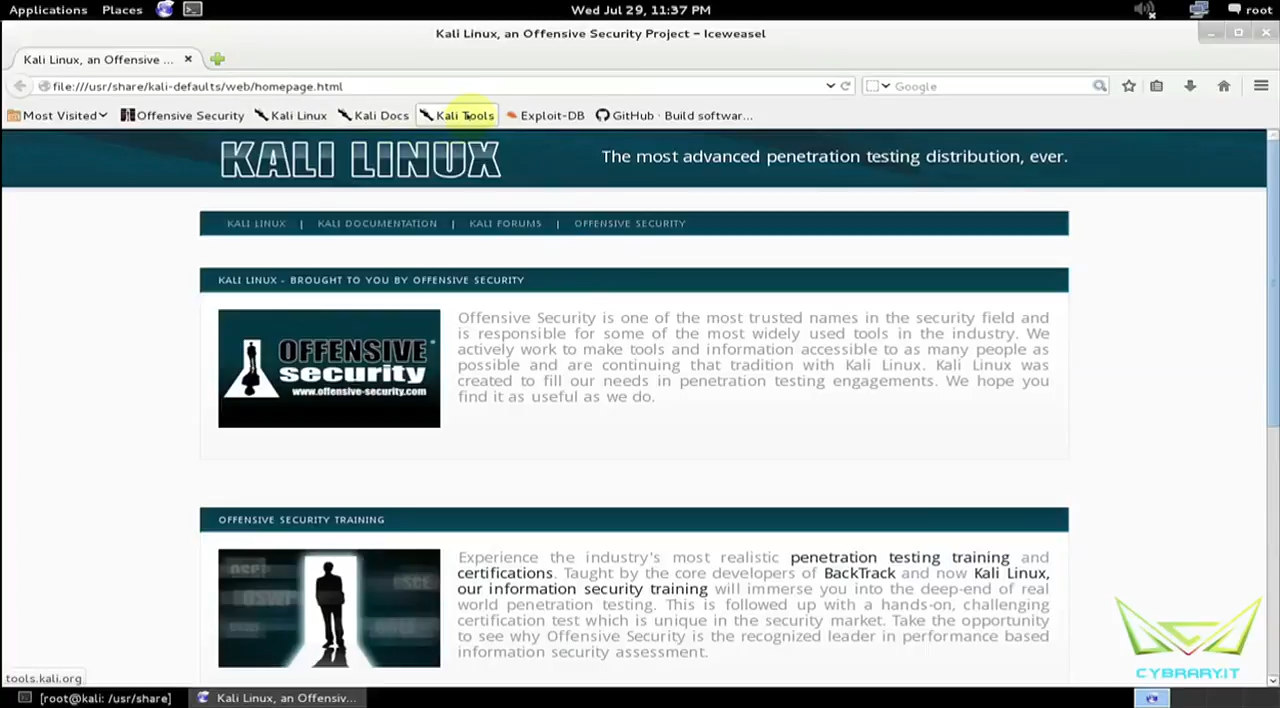 Applications Places Wed Jul 29, 11:37 PM root
Kali Linux, an Offensive Security Project - Iceweasel
Kali Linux, an Offensive ...
file:///usr/share/kali-defaults/web/homepage.html Google
Most Visited Offensive Security Kali Linux Kali Docs Kali Tools Exploit-DB GitHub · Build softwar...
KALI LINUX The most advanced penetration testing distribution, ever.
KALI LINUX | KALI DOCUMENTATION | KALI FORUMS | OFFENSIVE SECURITY
KALI LINUX - BROUGHT TO YOU BY OFFENSIVE SECURITY
OFFENSIVE
security
www.offensive-security.com
Offensive Security is one of the most trusted names in the security field and
is responsible for some of the most widely used tools in the industry. We
actively work to make tools and information accessible to as many people as
possible and are continuing that tradition with Kali Linux. Kali Linux was
created to fill our needs in penetration testing engagements. We hope you
find it as useful as we do.
OFFENSIVE SECURITY TRAINING
Experience the industry's most realistic penetration testing training and
certifications. Taught by the core developers of BackTrack and now Kali Linux,
our information security training will immerse you into the deep-end of real
world penetration testing. This is followed up with a hands-on, challenging
certification test which is unique in the security market. Take the opportunity
to see why Offensive Security is the recognized leader in performance based
information security assessment.
CYBRARY.IT
tools.kali.org
[root@kali: /usr/share] Kali Linux, an Offensiv...